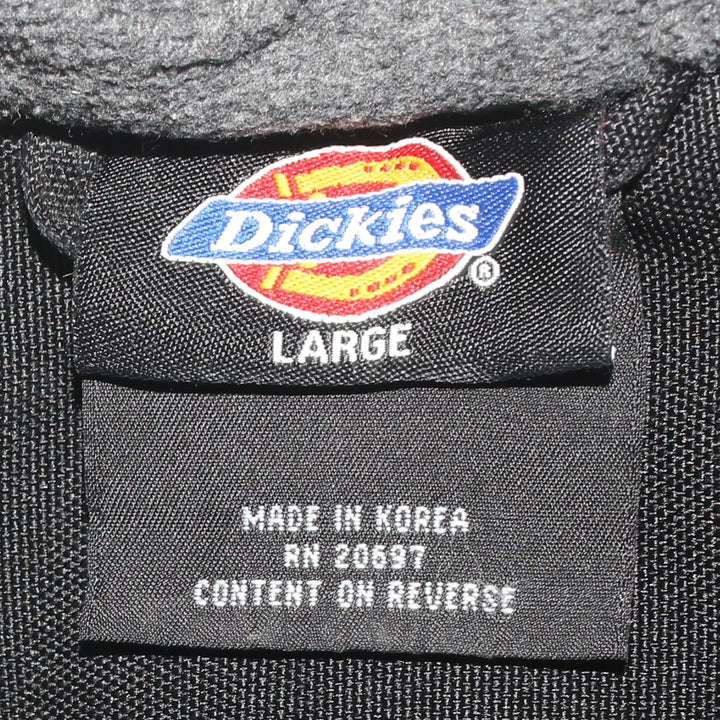 Dickies®
LARGE
MADE IN KOREA
RN 20697
CONTENT ON REVERSE